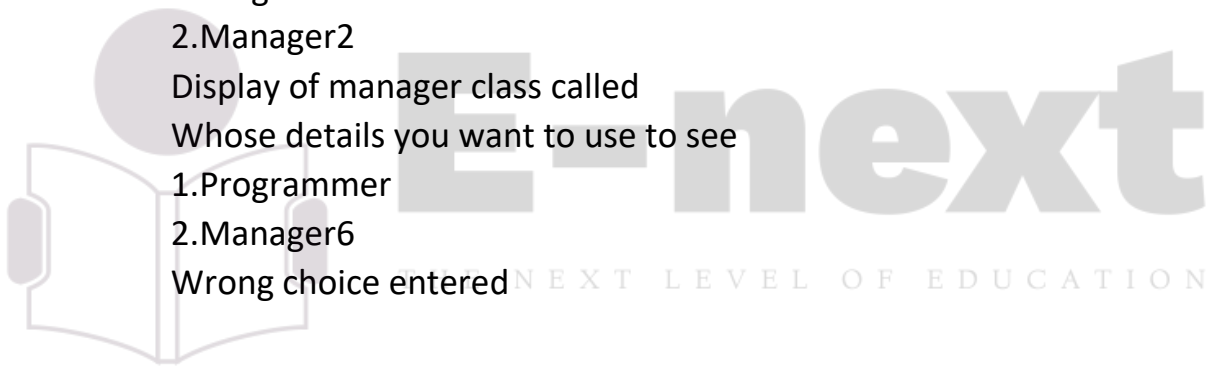 2.Manager2
Display of manager class called
Whose details you want to use to see
1.Programmer
2.Manager6
Wrong choice entered
E-next
THE NEXT LEVEL OF EDUCATION